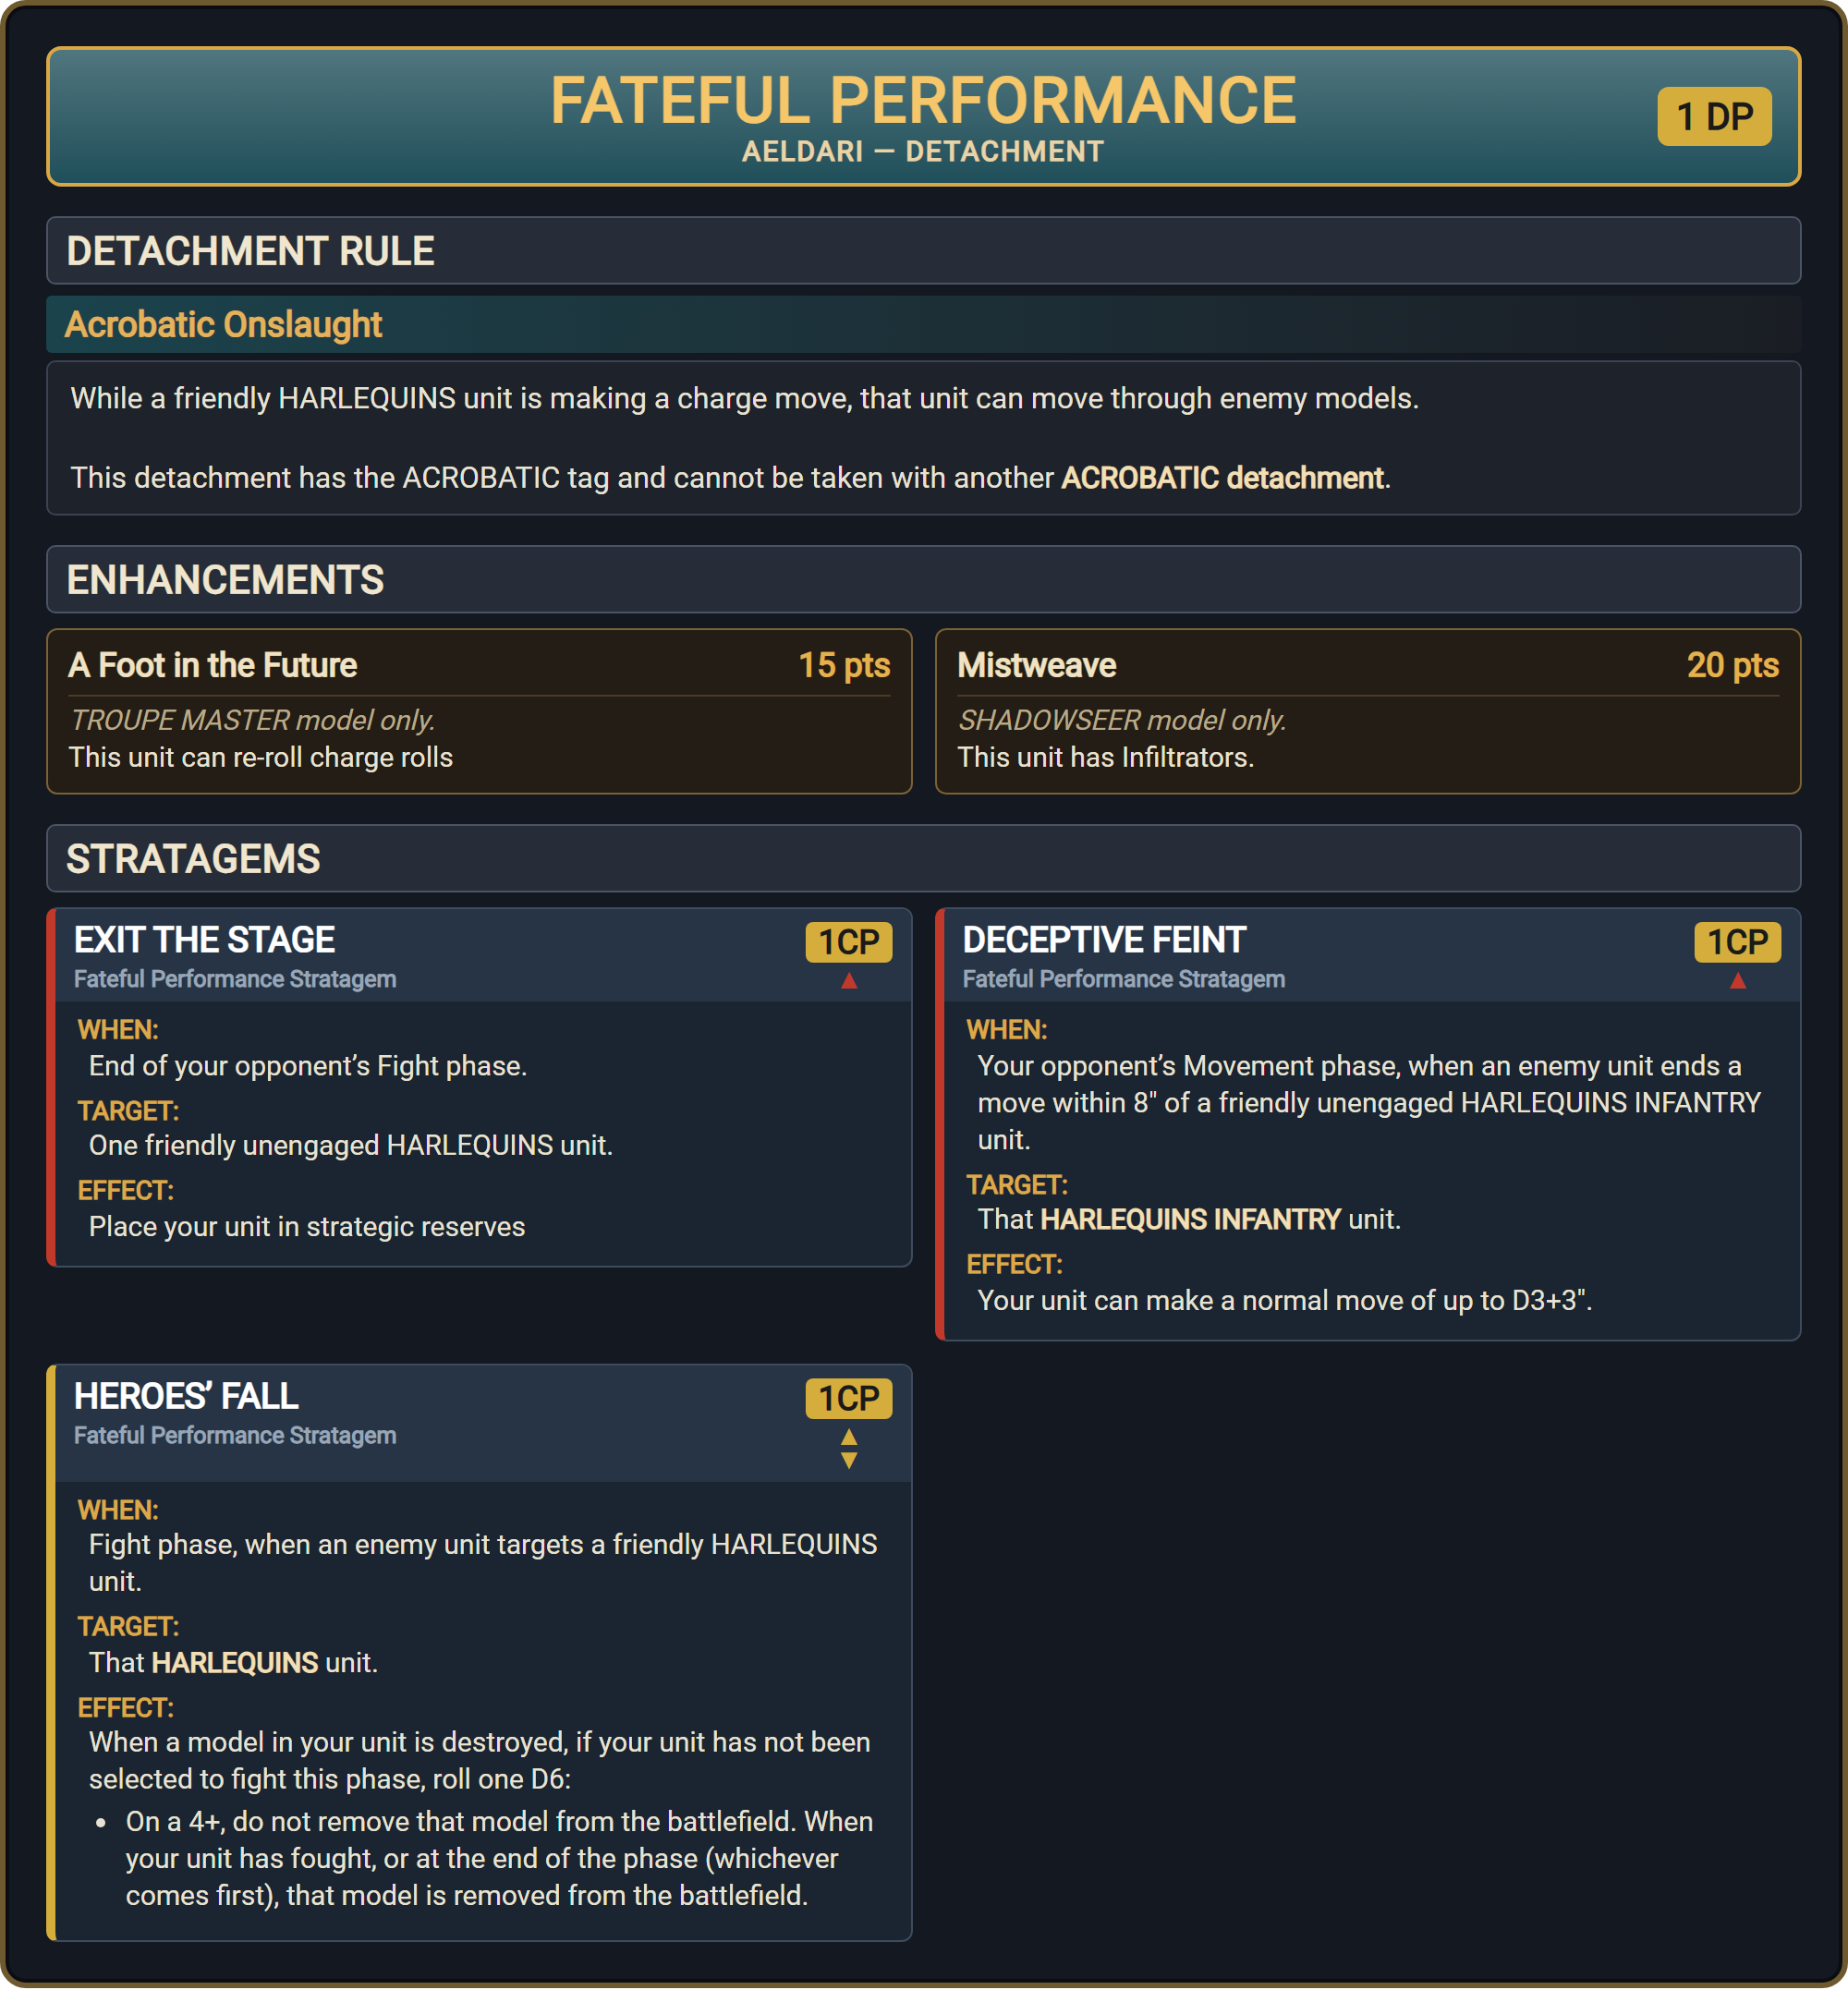 FATEFUL PERFORMANCE
AELDARI — DETACHMENT
1 DP
DETACHMENT RULE
Acrobatic Onslaught
While a friendly HARLEQUINS unit is making a charge move, that unit can move through enemy models.
This detachment has the ACROBATIC tag and cannot be taken with another ACROBATIC detachment.
ENHANCEMENTS
A Foot in the Future
15 pts
TROUPE MASTER model only.
This unit can re-roll charge rolls
Mistweave
20 pts
SHADOWSEER model only.
This unit has Infiltrators.
STRATAGEMS
EXIT THE STAGE
1CP
Fateful Performance Stratagem
▲
WHEN:
End of your opponent’s Fight phase.
TARGET:
One friendly unengaged HARLEQUINS unit.
EFFECT:
Place your unit in strategic reserves
DECEPTIVE FEINT
1CP
Fateful Performance Stratagem
▲
WHEN:
Your opponent’s Movement phase, when an enemy unit ends a
move within 8" of a friendly unengaged HARLEQUINS INFANTRY
unit.
TARGET:
That HARLEQUINS INFANTRY unit.
EFFECT:
Your unit can make a normal move of up to D3+3".
HEROES’ FALL
1CP
Fateful Performance Stratagem
▲
▼
WHEN:
Fight phase, when an enemy unit targets a friendly HARLEQUINS
unit.
TARGET:
That HARLEQUINS unit.
EFFECT:
When a model in your unit is destroyed, if your unit has not been
selected to fight this phase, roll one D6:
• On a 4+, do not remove that model from the battlefield. When
your unit has fought, or at the end of the phase (whichever
comes first), that model is removed from the battlefield.